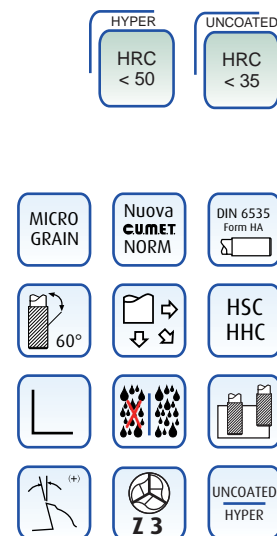 HYPER
HRC
< 50
UNCOATED
HRC
< 35
MICRO
GRAIN
Nuova
C.U.M.E.T.
NORM
DIN 6535
Form HA
60°
HSC
HHC
(+)
Z 3
UNCOATED
HYPER